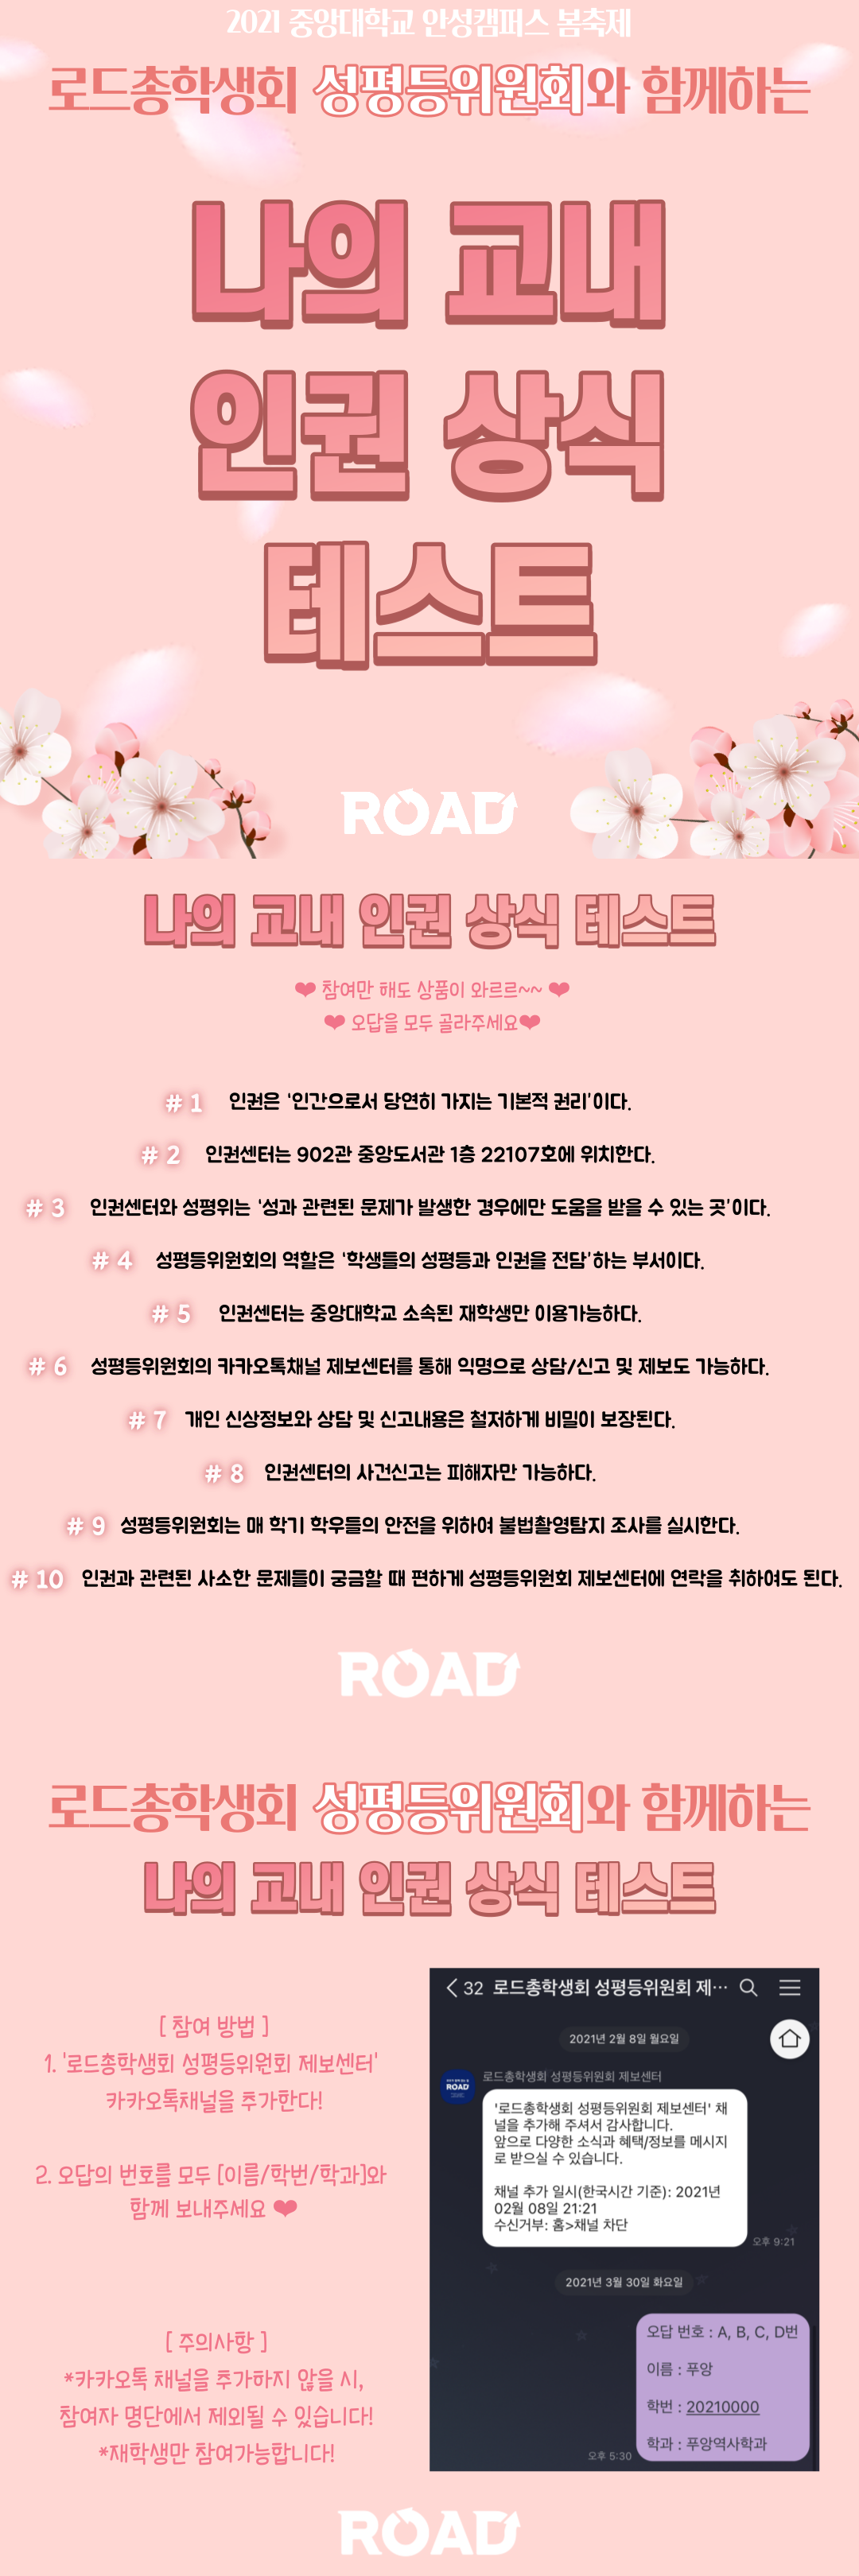 2021 중앙대학교 안성캠퍼스 봄축제
로드총학생회 성평등위원회와 함께하는
나의 교내
인권 상식
테스트
ROAD
나의 교내 인권 상식 테스트
❤ 참여만 해도 상품이 와르르~~ ❤
❤ 오답을 모두 골라주세요❤
# 1 인권은 '인간으로서 당연히 가지는 기본적 권리'이다.
# 2 인권센터는 902관 중앙도서관 1층 22107호에 위치한다.
# 3 인권센터와 성평위는 '성과 관련된 문제가 발생한 경우에만 도움을 받을 수 있는 곳'이다.
# 4 성평등위원회의 역할은 '학생들의 성평등과 인권을 전담'하는 부서이다.
# 5 인권센터는 중앙대학교 소속된 재학생만 이용가능하다.
# 6 성평등위원회의 카카오톡채널 제보센터를 통해 익명으로 상담/신고 및 제보도 가능하다.
# 7 개인 신상정보와 상담 및 신고내용은 철저하게 비밀이 보장된다.
# 8 인권센터의 사건신고는 피해자만 가능하다.
# 9 성평등위원회는 매 학기 학우들의 안전을 위하여 불법촬영탐지 조사를 실시한다.
# 10 인권과 관련된 사소한 문제들이 궁금할 때 편하게 성평등위원회 제보센터에 연락을 취하여도 된다.
ROAD
로드총학생회 성평등위원회와 함께하는
나의 교내 인권 상식 테스트
[ 참여 방법 ]
1. '로드총학생회 성평등위원회 제보센터'
카카오톡채널을 추가한다!
2. 오답의 번호를 모두 [이름/학번/학과]와
함께 보내주세요 ❤
[ 주의사항 ]
*카카오톡 채널을 추가하지 않을 시,
참여자 명단에서 제외될 수 있습니다!
*재학생만 참여가능합니다!
< 32 로드총학생회 성평등위원회 제…
2021년 2월 8일 월요일
로드총학생회 성평등위원회 제보센터
ROAD
'로드총학생회 성평등위원회 제보센터' 채
널을 추가해 주셔서 감사합니다.
앞으로 다양한 소식과 혜택/정보를 메시지
로 받으실 수 있습니다.
채널 추가 일시(한국시간 기준): 2021년
02월 08일 21:21
수신거부: 홈>채널 차단
오후 9:21
2021년 3월 30일 화요일
오답 번호 : A, B, C, D번
이름 : 푸앙
학번 : 20210000
학과 : 푸앙역사학과
오후 5:30
ROAD